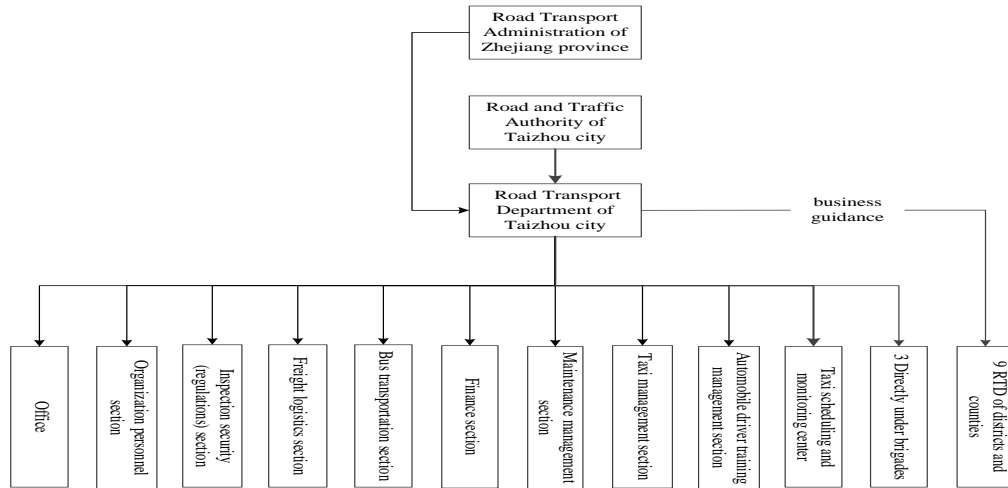 Road Transport
Administration of
Zhejiang province
Road and Traffic
Authority of
Taizhou city
Road Transport
Department of
Taizhou city
business
guidance
Office
Organization personnel
section
Inspection security
(regulations) section
Freight logistics section
Bus transportation section
Finance section
Maintenance management
section
Taxi management section
Automobile driver training
management section
Taxi scheduling and
monitoring center
3 Directly under brigades
9 RTD of districts and
counties